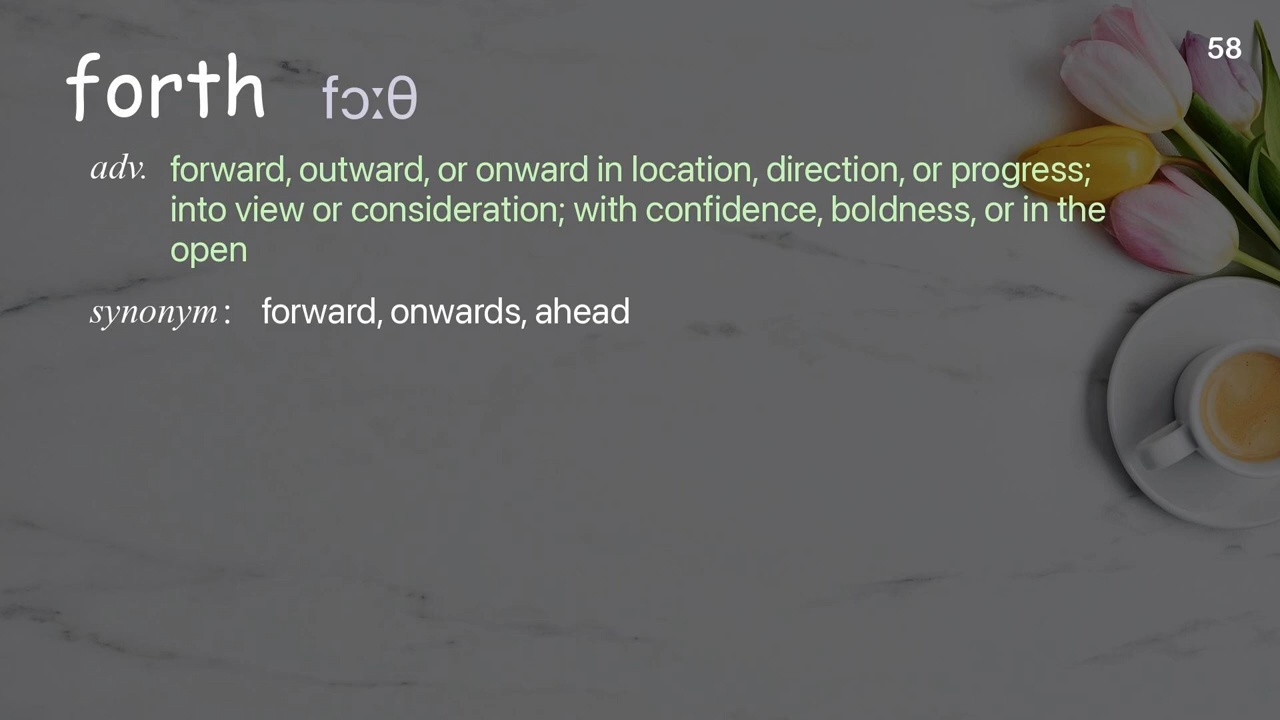 58
forth fɔːθ
adv. forward, outward, or onward in location, direction, or progress;
into view or consideration; with confidence, boldness, or in the
open
synonym: forward, onwards, ahead